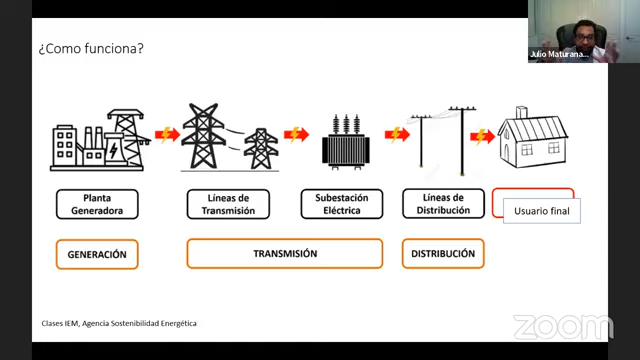 ¿Como funciona?
Julio Maturana...
Planta
Generadora
Líneas de
Transmisión
Subestación
Eléctrica
Líneas de
Distribución
Usuario final
GENERACIÓN
TRANSMISIÓN
DISTRIBUCIÓN
Clases IEM, Agencia Sostenibilidad Energética
zoom